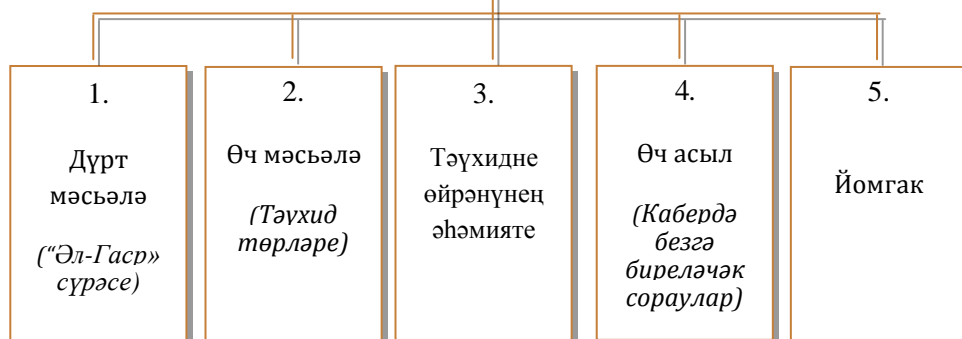 1.
Дүрт
мәсьәлә
(“Әл-Гаср»
сүрәсе)
2.
Өч мәсьәлә
(Тәүхид
төрләре)
3.
Тәүхидне
өйрәнүнең
әһәмияте
4.
Өч асыл
(Кабердә
безгә
биреләчәк
сораулар)
5.
Йомгак